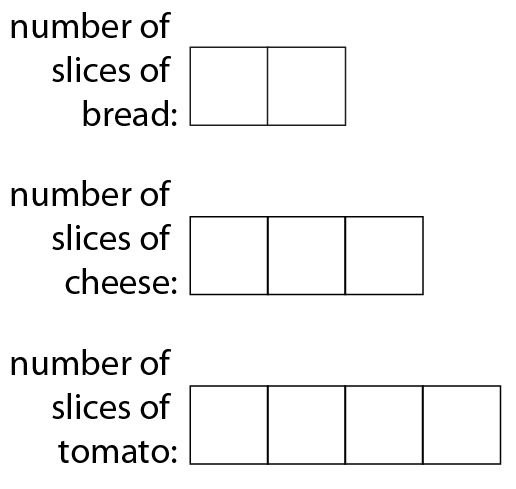 number of
slices of
bread:
number of
slices of
cheese:
number of
slices of
tomato: